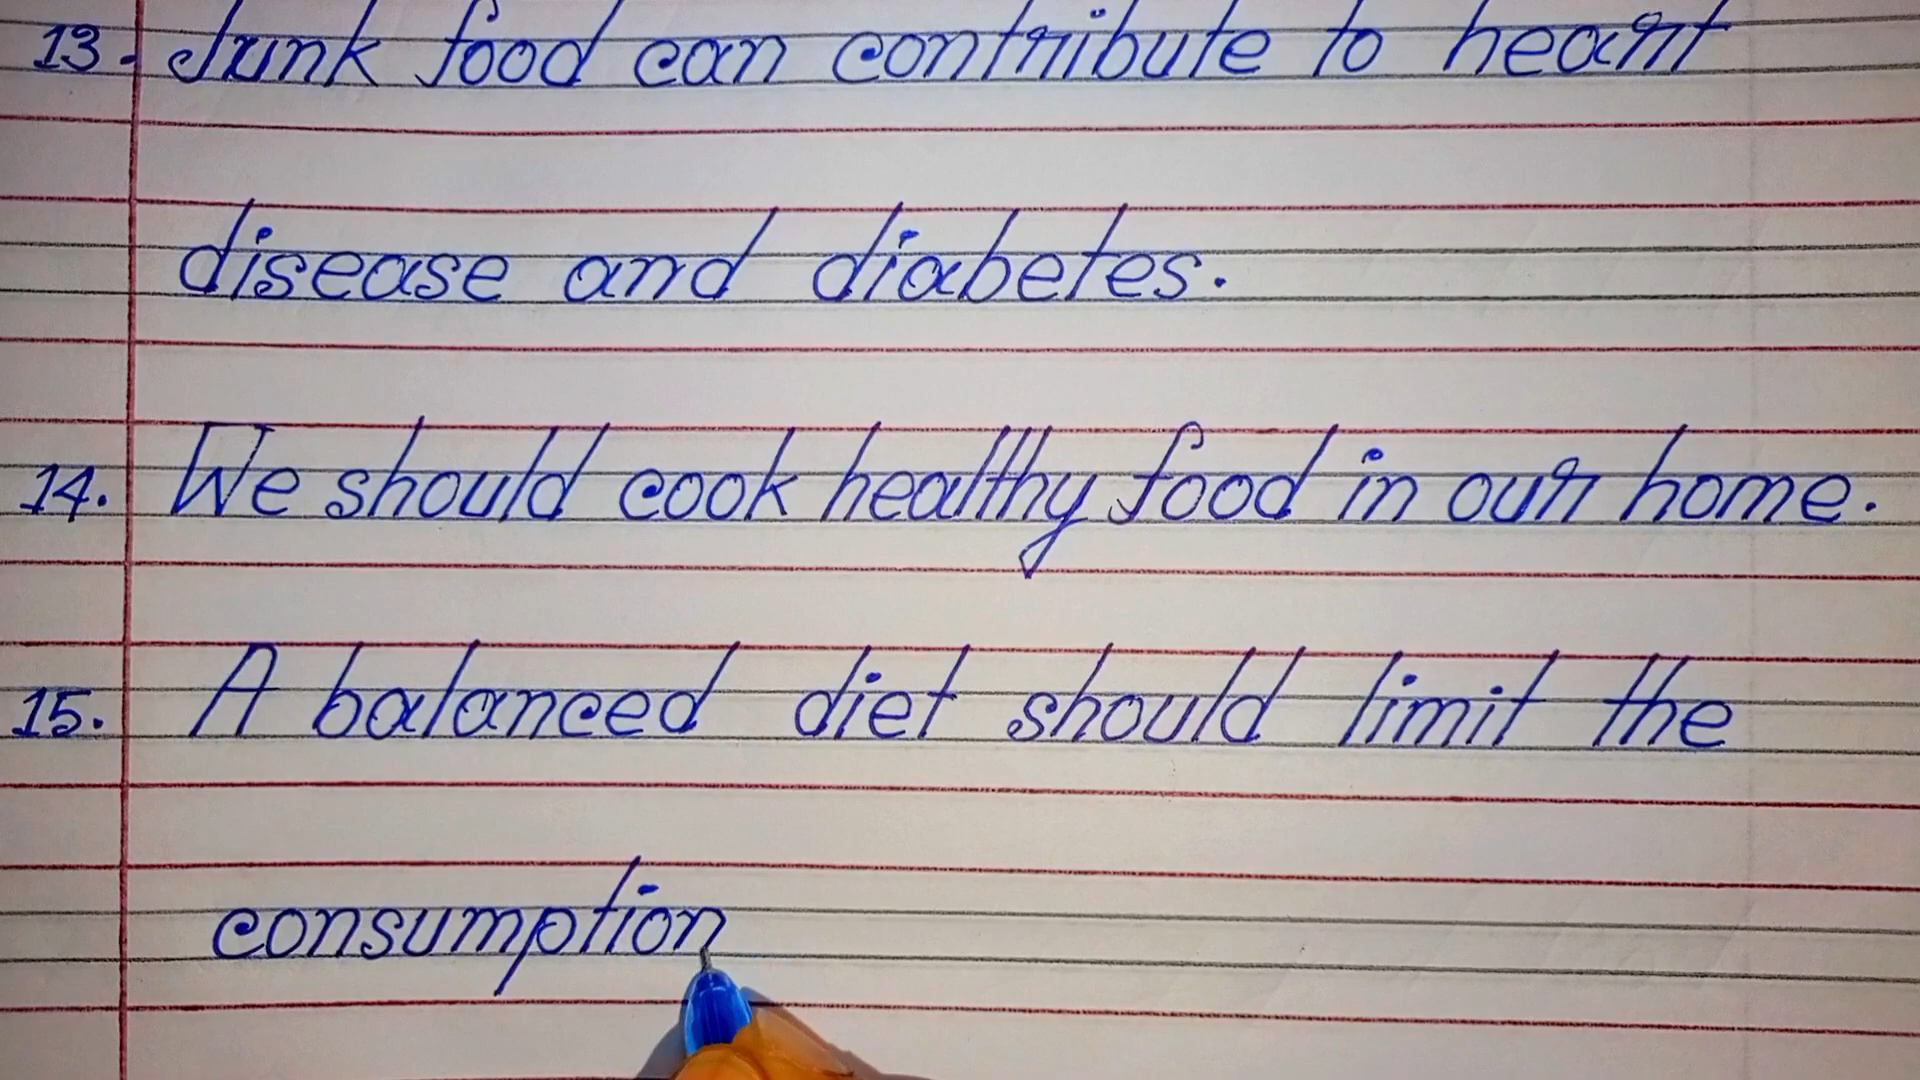 13. Junk food can contribute to heart
disease and diabetes.
14. We should cook healthy food in our home.
15. A balanced diet should limit the
consumption